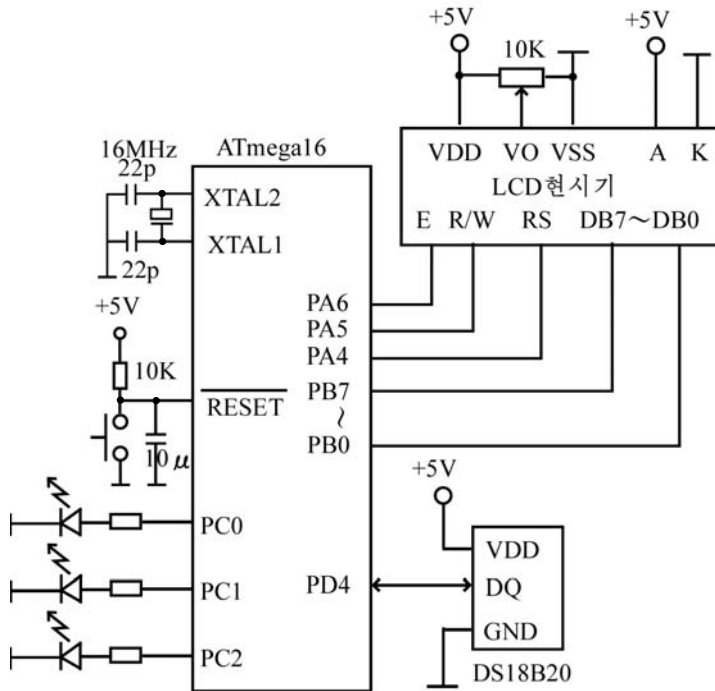 +5V
10K
+5V
VDD
VO
VSS
A
K
LCD현시기
E
R/W
RS
DB7～DB0
16MHz
22p
22p
ATmega16
XTAL2
XTAL1
+5V
10K
RESET
10 μ
PC0
PC1
PC2
PA6
PA5
PA4
PB7
～
PB0
PD4
+5V
VDD
DQ
GND
DS18B20